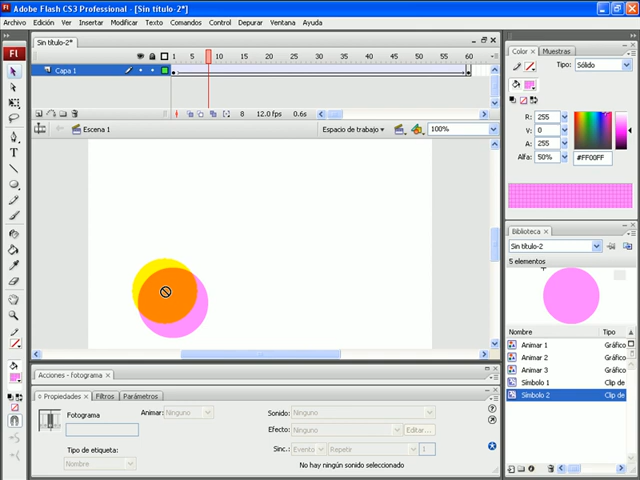 Adobe Flash CS3 Professional - [Sin título-2*]
Archivo Edición Ver Insertar Modificar Texto Comandos Control Depurar Ventana Ayuda
Sin título-2*
1 5 10 15 20 25 30 35 40 45 50 55 60 65 70 75 80
Capa 1
8 12.0 fps 0.6s
Escena 1
Espacio de trabajo
100%
Fl
Color Muestras
Tipo: Sólido
R: 255
V: 0
A: 255
Alfa: 50%
#FF00FF
Biblioteca
Sin título-2
5 elementos
Nombre Tipo
Animar 1 Gráfico
Animar 2 Gráfico
Animar 3 Gráfico
Símbolo 1 Clip de
Símbolo 2 Clip de
Acciones - fotograma
Propiedades Filtros Parámetros
Fotograma
Animar: Ninguno
Sonido: Ninguno
Efecto: Ninguno Editar...
Tipo de etiqueta:
Nombre
Sinc.: Evento Repetir 1
No hay ningún sonido seleccionado